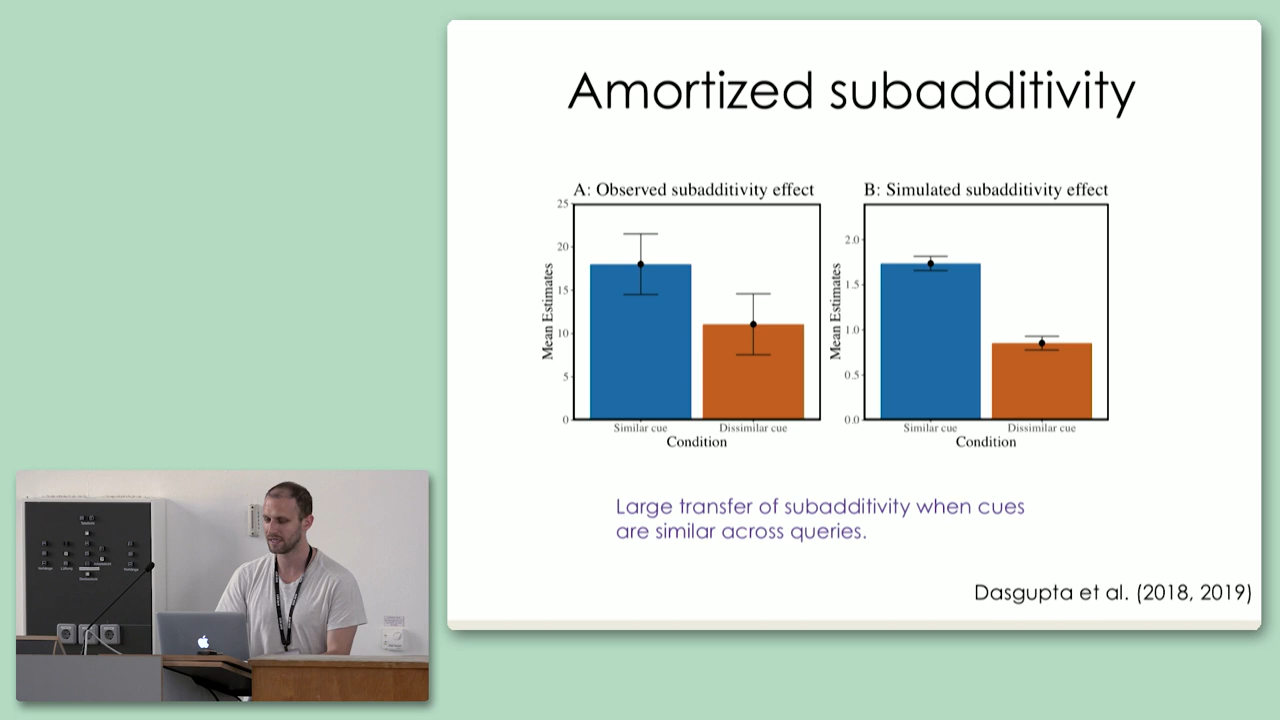 Amortized subadditivity
A: Observed subadditivity effect
25
20
15
10
5
0
Mean Estimates
Similar cue
Dissimilar cue
Condition
B: Simulated subadditivity effect
2.0
1.5
1.0
0.5
0.0
Mean Estimates
Similar cue
Dissimilar cue
Condition
Large transfer of subadditivity when cues
are similar across queries.
Dasgupta et al. (2018, 2019)